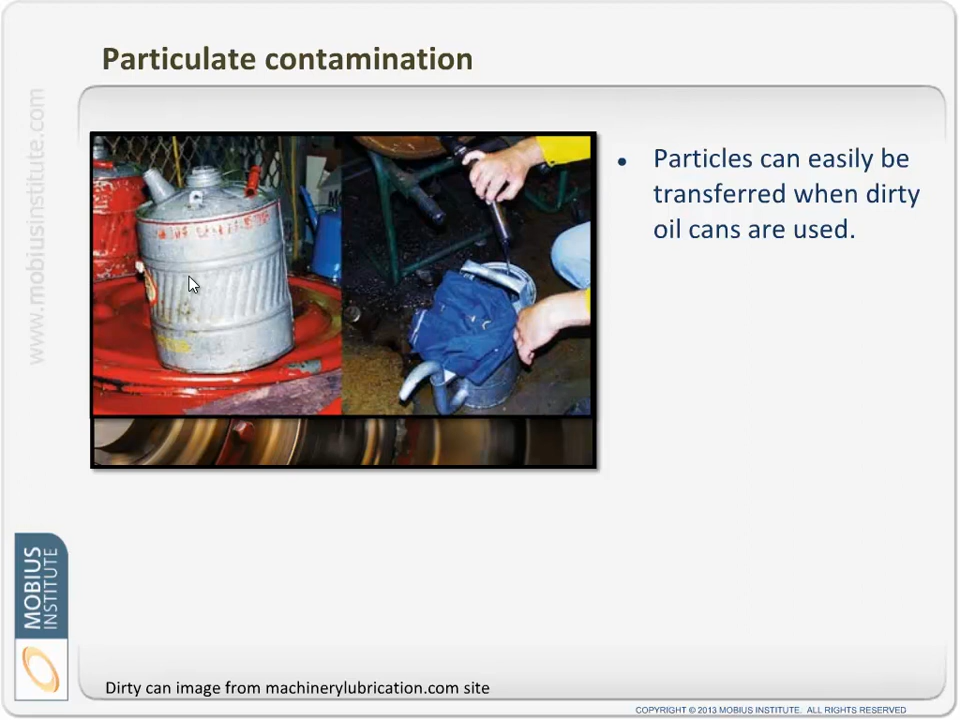 Particulate contamination
www.mobiusinstitute.com
● Particles can easily be
transferred when dirty
oil cans are used.
MOBIUS
INSTITUTE
Dirty can image from machinerylubrication.com site
COPYRIGHT © 2013 MOBIUS INSTITUTE. ALL RIGHTS RESERVED